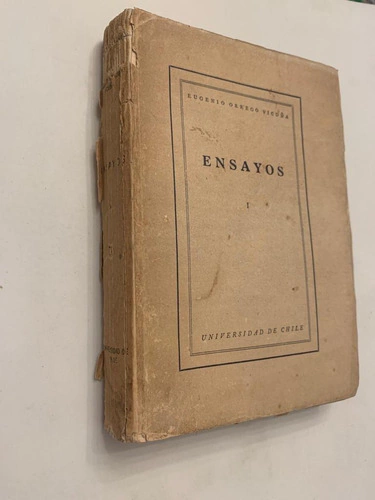 EUGENIO ORREGO VICUÑA
ENSAYOS
I
UNIVERSIDAD DE CHILE